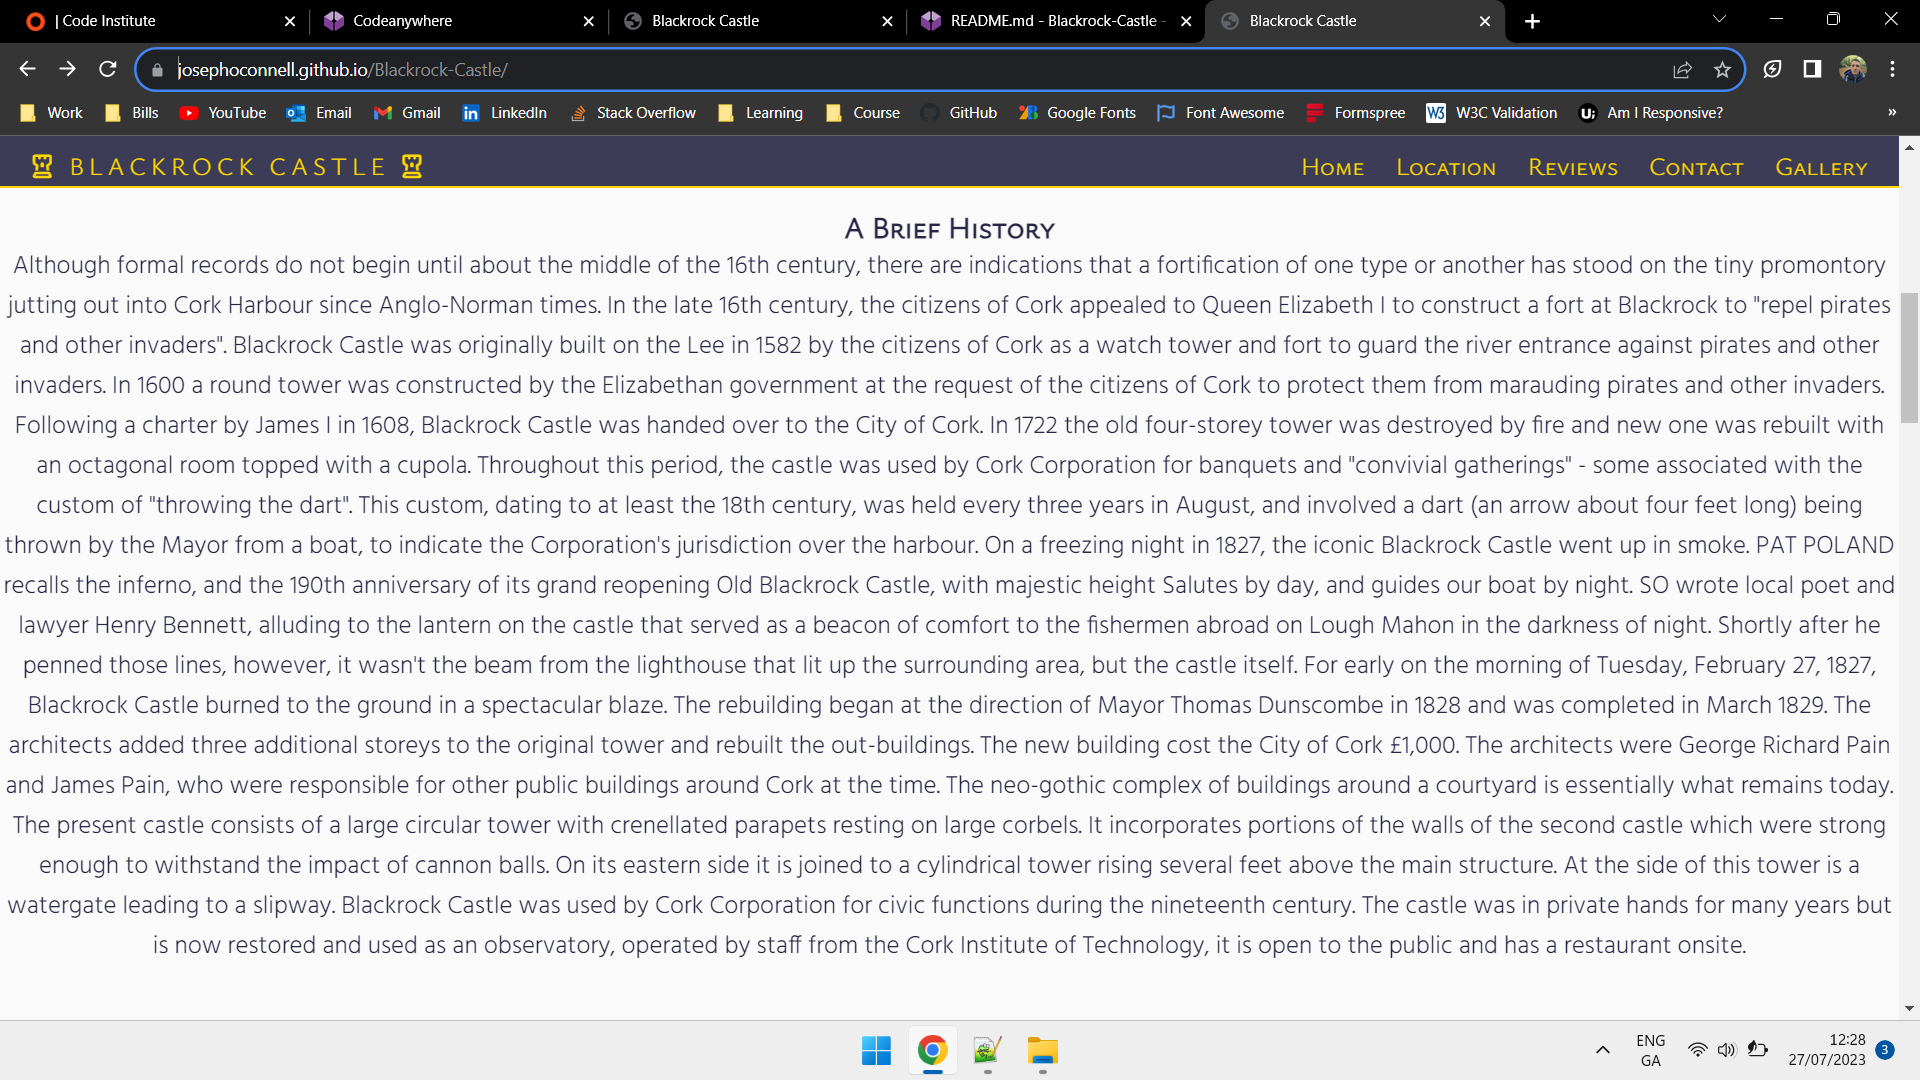 | Code Institute
Codeanywhere
Blackrock Castle
README.md - Blackrock-Castle -
Blackrock Castle
josephoconnell.github.io/Blackrock-Castle/
Work
Bills
YouTube
Email
Gmail
LinkedIn
Stack Overflow
Learning
Course
GitHub
Google Fonts
Font Awesome
Formspree
W3C Validation
Am I Responsive?
»
BLACKROCK CASTLE
Home
Location
Reviews
Contact
Gallery
A Brief History
Although formal records do not begin until about the middle of the 16th century, there are indications that a fortification of one type or another has stood on the tiny promontory
jutting out into Cork Harbour since Anglo-Norman times. In the late 16th century, the citizens of Cork appealed to Queen Elizabeth I to construct a fort at Blackrock to "repel pirates
and other invaders". Blackrock Castle was originally built on the Lee in 1582 by the citizens of Cork as a watch tower and fort to guard the river entrance against pirates and other
invaders. In 1600 a round tower was constructed by the Elizabethan government at the request of the citizens of Cork to protect them from marauding pirates and other invaders.
Following a charter by James I in 1608, Blackrock Castle was handed over to the City of Cork. In 1722 the old four-storey tower was destroyed by fire and new one was rebuilt with
an octagonal room topped with a cupola. Throughout this period, the castle was used by Cork Corporation for banquets and "convivial gatherings" - some associated with the
custom of "throwing the dart". This custom, dating to at least the 18th century, was held every three years in August, and involved a dart (an arrow about four feet long) being
thrown by the Mayor from a boat, to indicate the Corporation's jurisdiction over the harbour. On a freezing night in 1827, the iconic Blackrock Castle went up in smoke. PAT POLAND
recalls the inferno, and the 190th anniversary of its grand reopening Old Blackrock Castle, with majestic height Salutes by day, and guides our boat by night. SO wrote local poet and
lawyer Henry Bennett, alluding to the lantern on the castle that served as a beacon of comfort to the fishermen abroad on Lough Mahon in the darkness of night. Shortly after he
penned those lines, however, it wasn't the beam from the lighthouse that lit up the surrounding area, but the castle itself. For early on the morning of Tuesday, February 27, 1827,
Blackrock Castle burned to the ground in a spectacular blaze. The rebuilding began at the direction of Mayor Thomas Dunscombe in 1828 and was completed in March 1829. The
architects added three additional storeys to the original tower and rebuilt the out-buildings. The new building cost the City of Cork £1,000. The architects were George Richard Pain
and James Pain, who were responsible for other public buildings around Cork at the time. The neo-gothic complex of buildings around a courtyard is essentially what remains today.
The present castle consists of a large circular tower with crenellated parapets resting on large corbels. It incorporates portions of the walls of the second castle which were strong
enough to withstand the impact of cannon balls. On its eastern side it is joined to a cylindrical tower rising several feet above the main structure. At the side of this tower is a
watergate leading to a slipway. Blackrock Castle was used by Cork Corporation for civic functions during the nineteenth century. The castle was in private hands for many years but
is now restored and used as an observatory, operated by staff from the Cork Institute of Technology, it is open to the public and has a restaurant onsite.
ENG
GA
12:28
27/07/2023
3